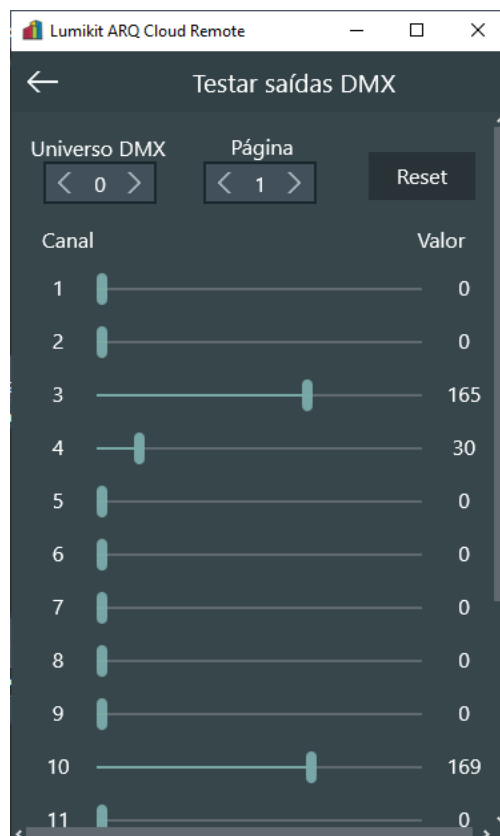 Lumikit ARQ Cloud Remote
Testar saídas DMX
Universo DMX Página
0 1 Reset
Canal Valor
1 0
2 0
3 165
4 30
5 0
6 0
7 0
8 0
9 0
10 169
11 0